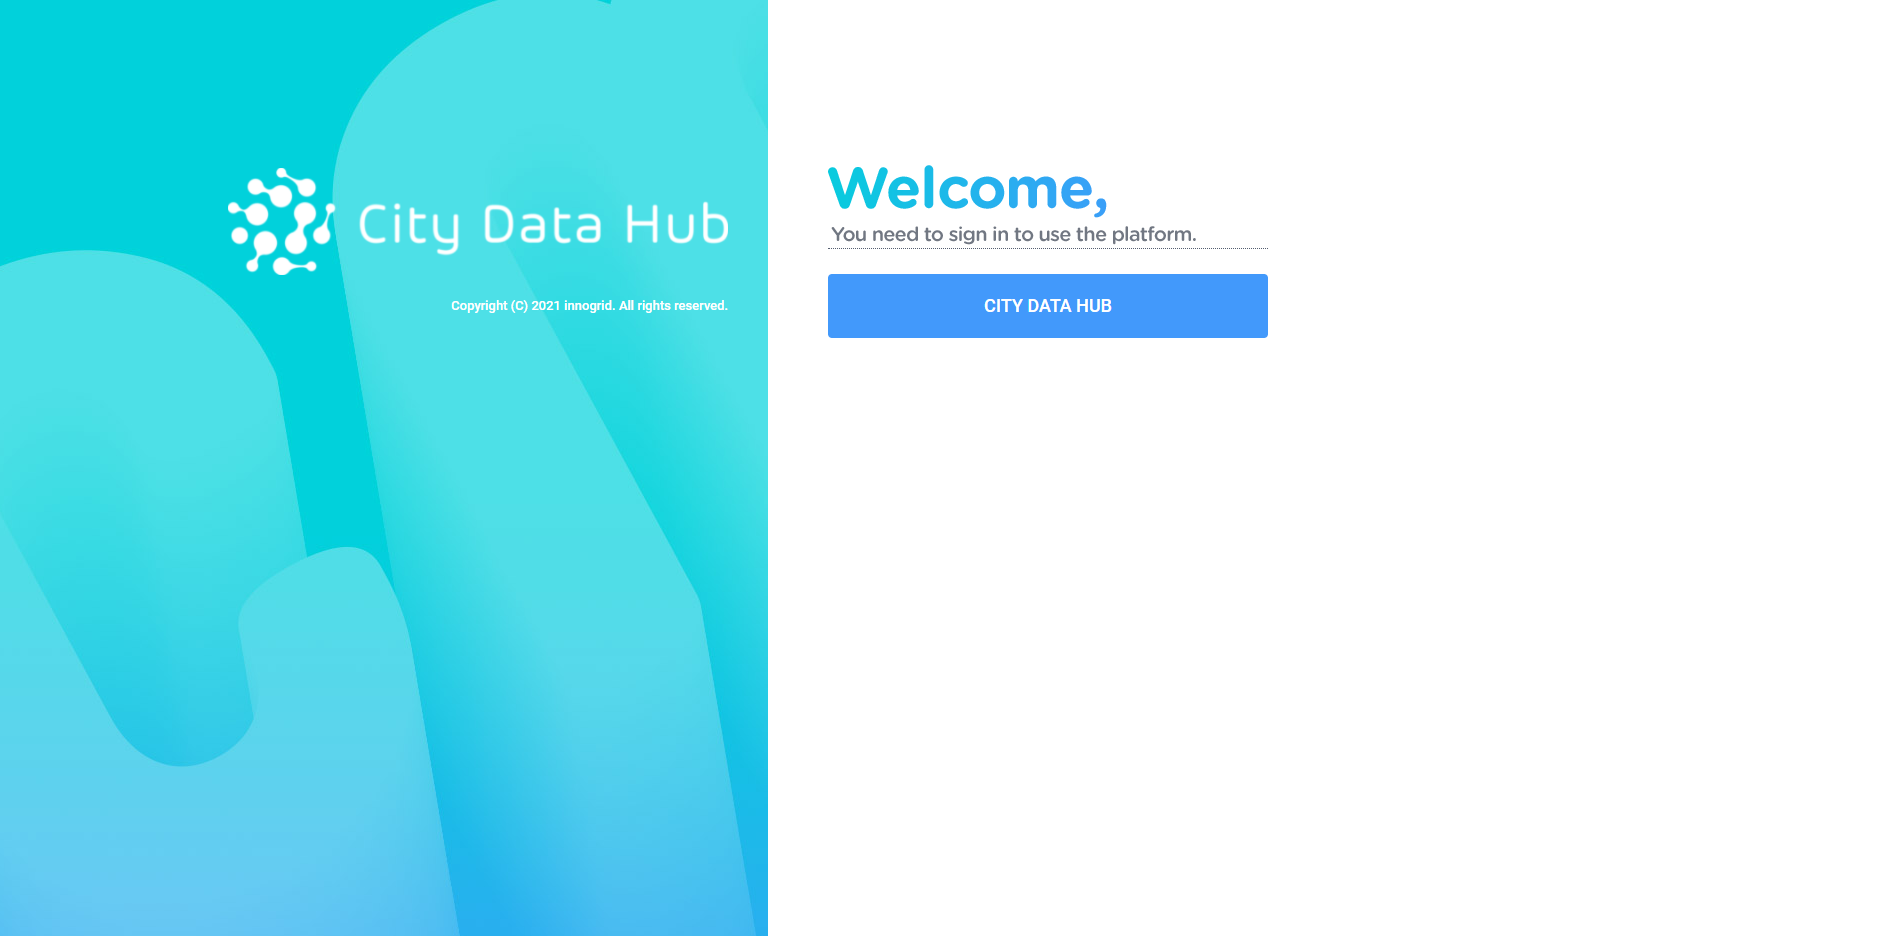 City Data Hub
Copyright (C) 2021 innogrid. All rights reserved.
Welcome,
You need to sign in to use the platform.
CITY DATA HUB